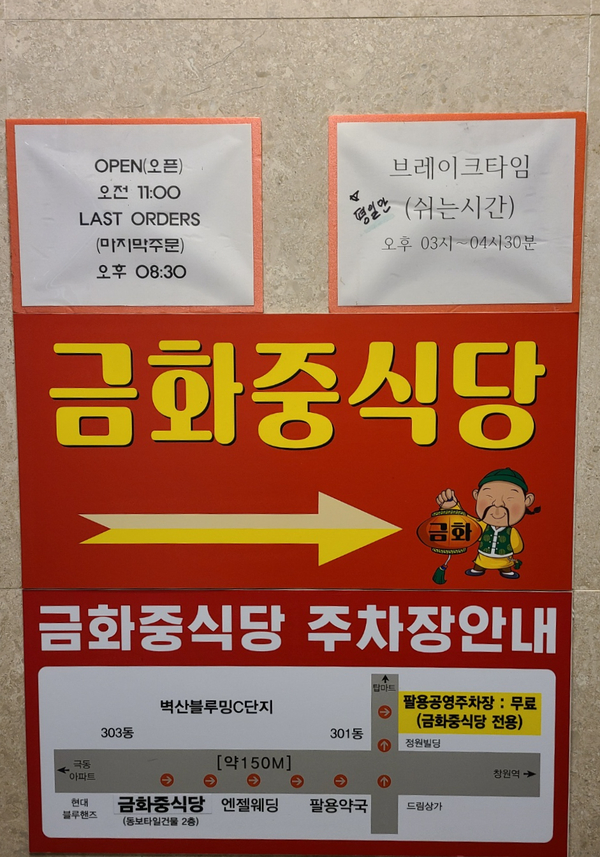 OPEN(오픈)
오전 11:00
LAST ORDERS
(마지막주문)
오후 08:30
브레이크타임
평일만
(쉬는시간)
오후 03시~04시30분
금화중식당
금화
금화중식당 주차장안내
탑마트
벽산블루밍C단지
팔용공영주차장 : 무료
(금화중식당 전용)
303동
301동
정원빌딩
[약150M]
극동
아파트
창원역
현대
블루핸즈
금화중식당
(동보타일건물 2층)
엔젤웨딩
팔용약국
드림상가